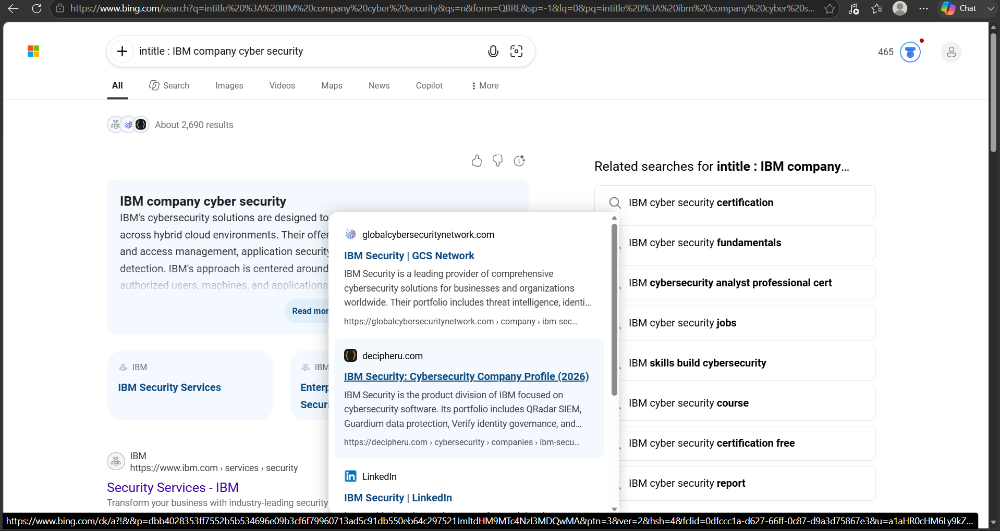 https://www.bing.com/search?q=intitle%20%3A%20IBM%20company%20cyber%20security&qs=n&form=QBRE&sp=-1&lq=0&pq=intitle%20%3A%20ibm%20company%20cyber%20s...
Chat
intitle : IBM company cyber security
465
All
Search
Images
Videos
Maps
News
Copilot
More
About 2,690 results
IBM company cyber security
IBM's cybersecurity solutions are designed to
across hybrid cloud environments. Their offer
and access management, application security
detection. IBM's approach is centered around
authorized users, machines, and applications
Read mor
IBM
IBM Security Services
IBM
Enterp
Securi
IBM
https://www.ibm.com › services › security
Security Services - IBM
Transform your business with industry-leading security
globalcybersecuritynetwork.com
IBM Security | GCS Network
IBM Security is a leading provider of comprehensive
cybersecurity solutions for businesses and organizations
worldwide. Their portfolio includes threat intelligence, identi...
https://globalcybersecuritynetwork.com › company › ibm-sec...
decipheru.com
IBM Security: Cybersecurity Company Profile (2026)
IBM Security is the product division of IBM focused on
cybersecurity software. Its portfolio includes QRadar SIEM,
Guardium data protection, Verify identity governance, and...
https://decipheru.com › cybersecurity › companies › ibm-secu...
LinkedIn
IBM Security | LinkedIn
Related searches for intitle : IBM company...
IBM cyber security certification
IBM cyber security fundamentals
IBM cybersecurity analyst professional cert
IBM cyber security jobs
IBM skills build cybersecurity
IBM cyber security course
IBM cyber security certification free
IBM cyber security report
https://www.bing.com/ck/a?!&&p=dbb4028353ff7552b5b534696e09b3cf6f79960713ad5c91db550eb64c297521JmltdHM9MTc4NzI3MDQwMA&ptn=3&ver=2&hsh=4&fclid=0dfccc1a-d627-66ff-0c87-d9a3d75867e3&u=a1aHR0cHM6Ly9kZ...